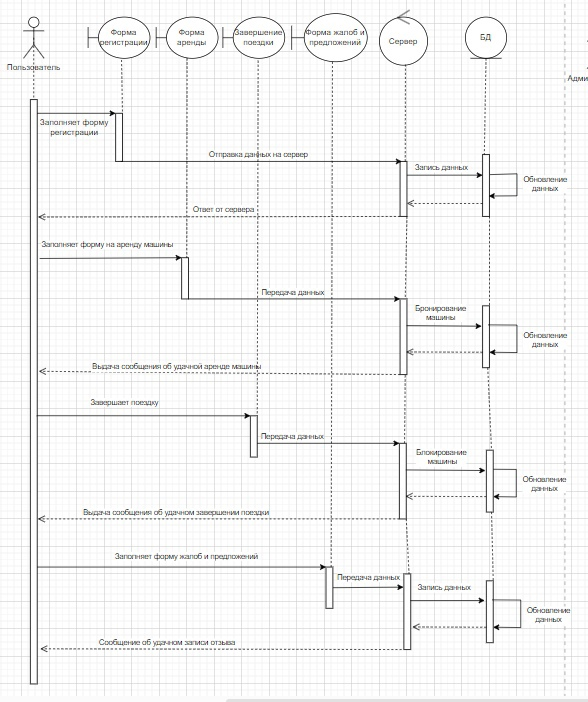 Форма
регистрации
Форма
аренды
Завершение
поездки
Форма жалоб и
предложений
Сервер
БД
Пользователь
Адми
Заполняет форму
регистрации
Отправка данных на сервер
Запись данных
Обновление
данных
Ответ от сервера
Заполняет форму на аренду машины
Передача данных
Бронирование
машины
Обновление
данных
Выдача сообщения об удачной аренде машины
Завершает поездку
Передача данных
Блокирование
машины
Обновление
данных
Выдача сообщения об удачном завершении поездки
Заполняет форму жалоб и предложений
Передача данных
Запись данных
Обновление
данных
Сообщение об удачном записи отзыва